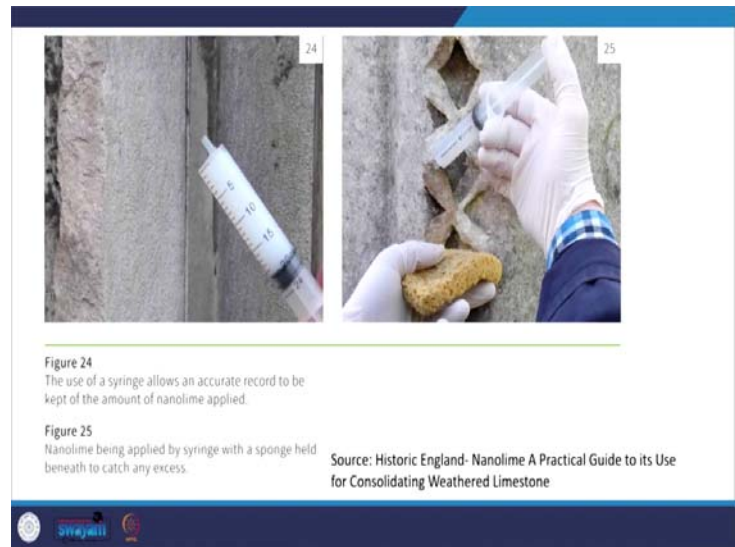 24
25
5
10
15
Figure 24
The use of a syringe allows an accurate record to be
kept of the amount of nanolime applied.
Figure 25
Nanolime being applied by syringe with a sponge held
beneath to catch any excess.
Source: Historic England- Nanolime A Practical Guide to its Use
for Consolidating Weathered Limestone
swayam